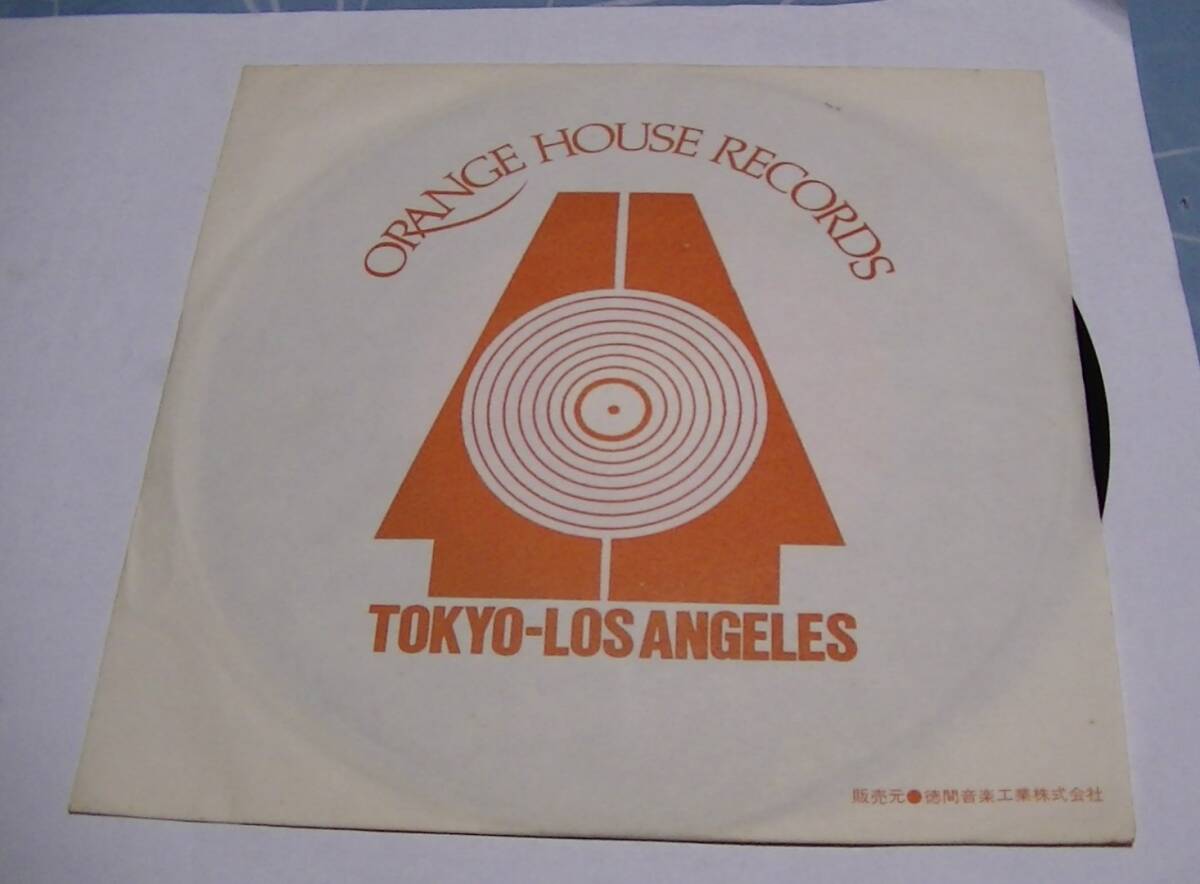 ORANGE HOUSE RECORDS
TOKYO-LOS ANGELES
販売元●徳間音楽工業株式会社